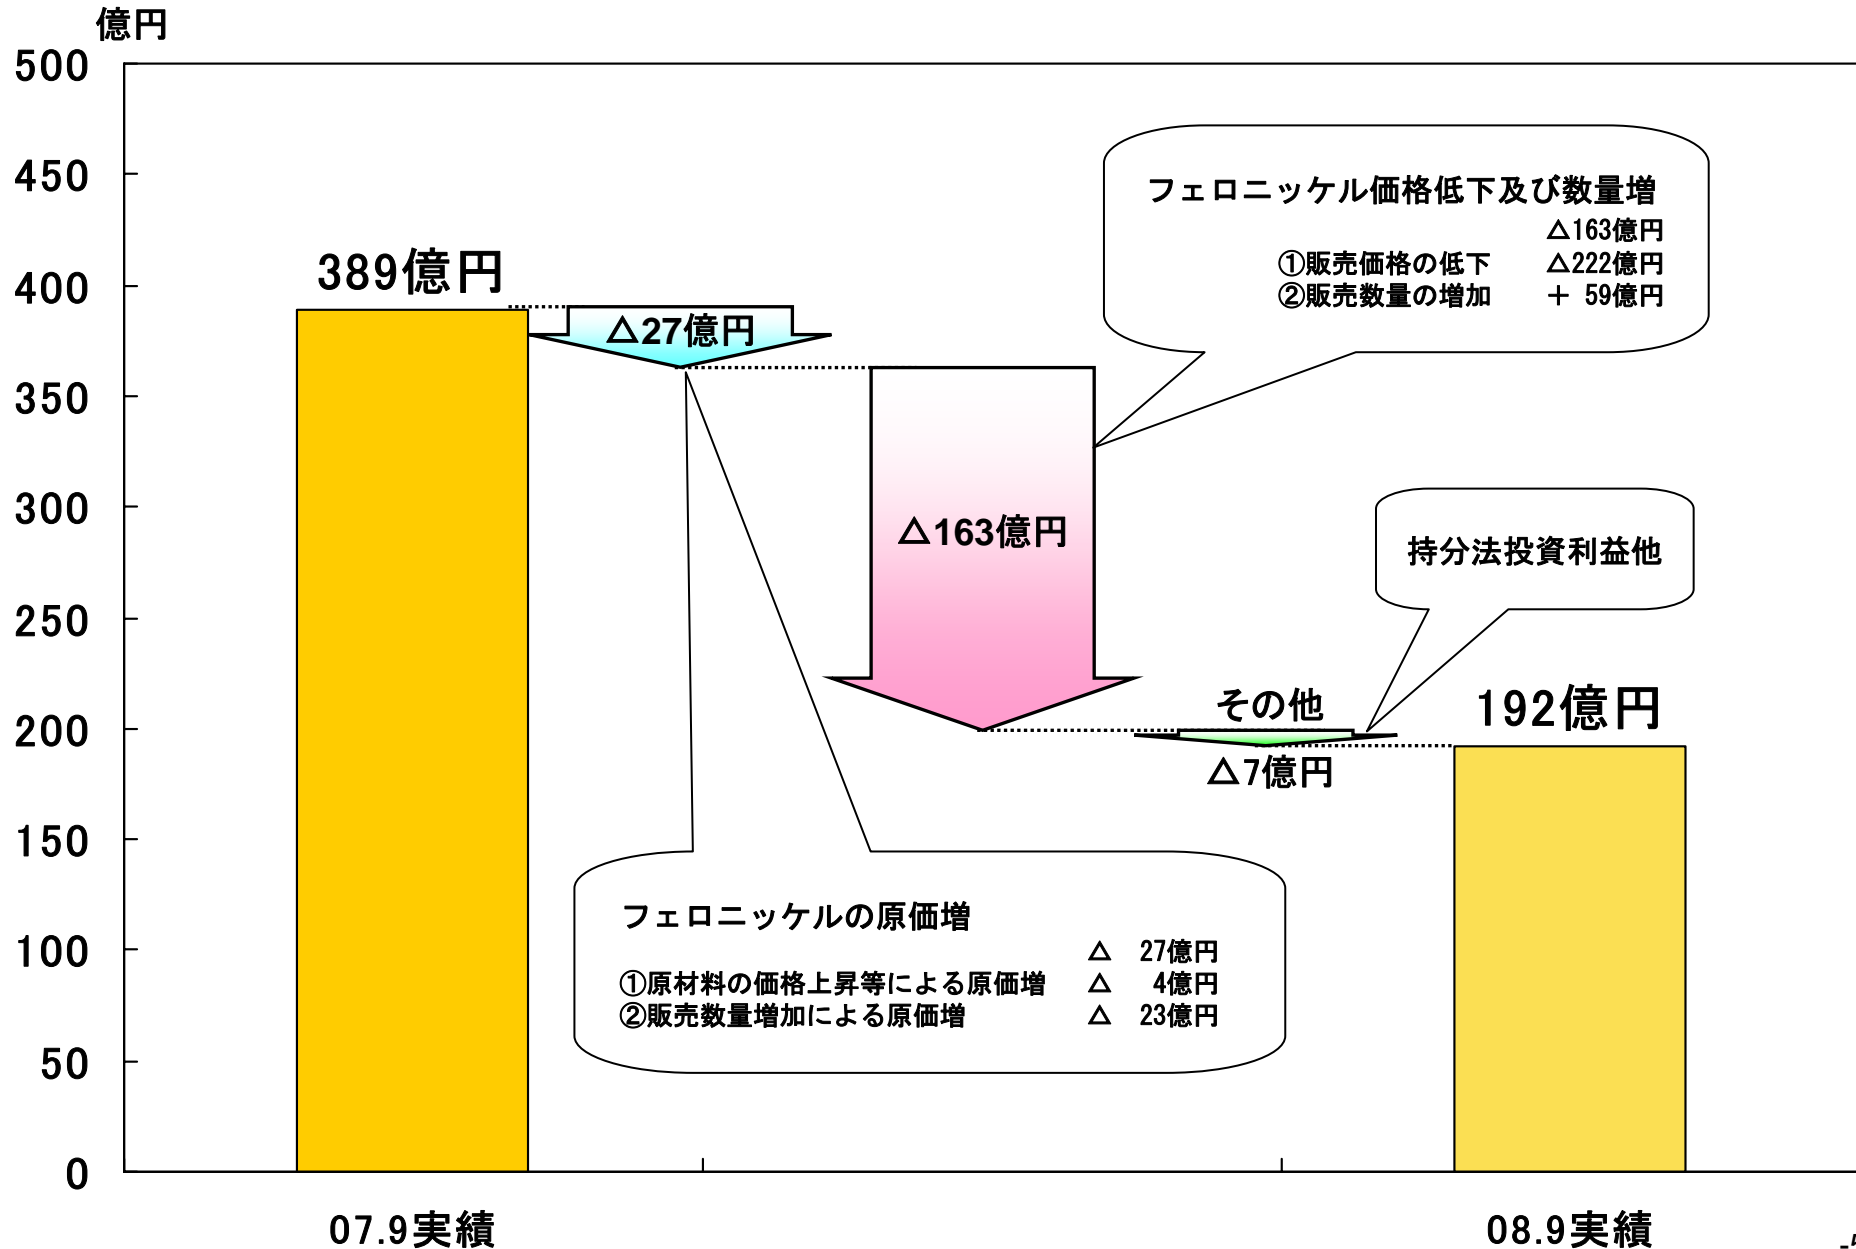 億円
500
450
400
350
300
250
200
150
100
50
0
389億円
△27億円
フェロニッケル価格低下及び数量増
△163億円
①販売価格の低下 △222億円
②販売数量の増加 + 59億円
△163億円
持分法投資利益他
その他
△7億円
192億円
フェロニッケルの原価増
△ 27億円
①原材料の価格上昇等による原価増 △ 4億円
②販売数量増加による原価増 △ 23億円
07.9実績
08.9実績